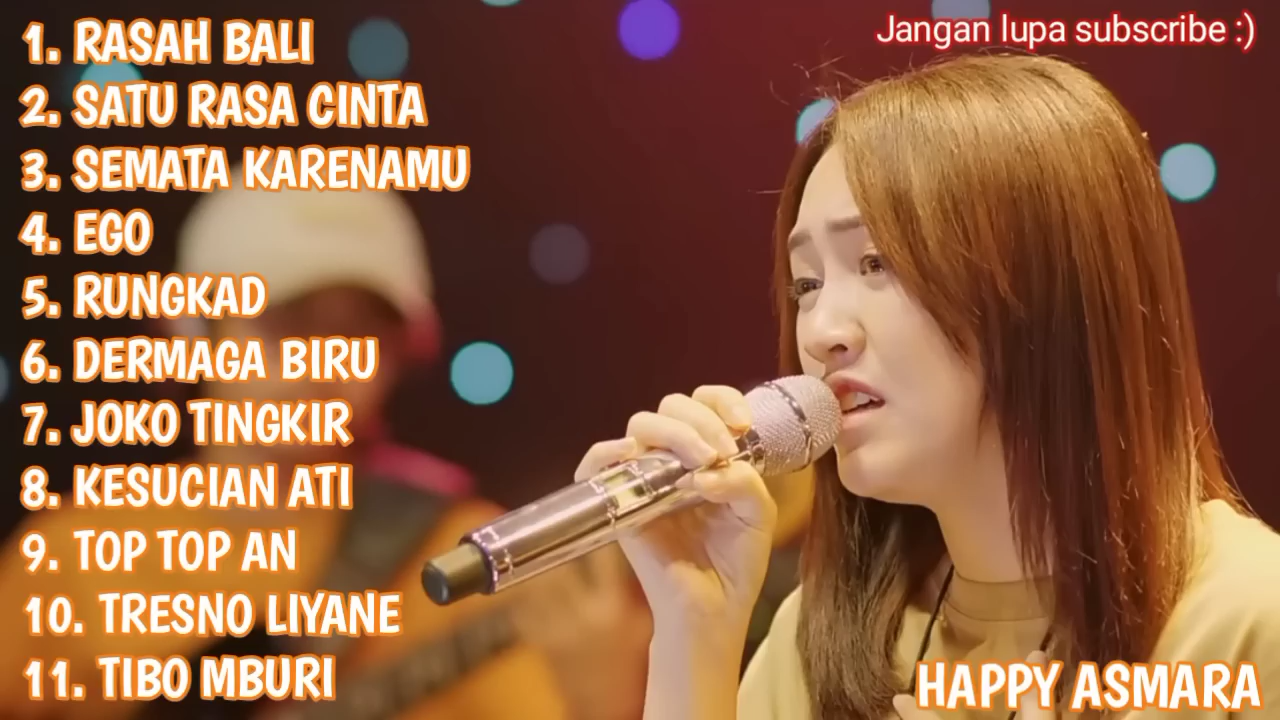 1. RASAH BALI
2. SATU RASA CINTA
3. SEMATA KARENAMU
4. EGO
5. RUNGKAD
6. DERMAGA BIRU
7. JOKO TINGKIR
8. KESUCIAN ATI
9. TOP TOP AN
10. TRESNO LIYANE
11. TIBO MBURI
Jangan lupa subscribe :)
HAPPY ASMARA